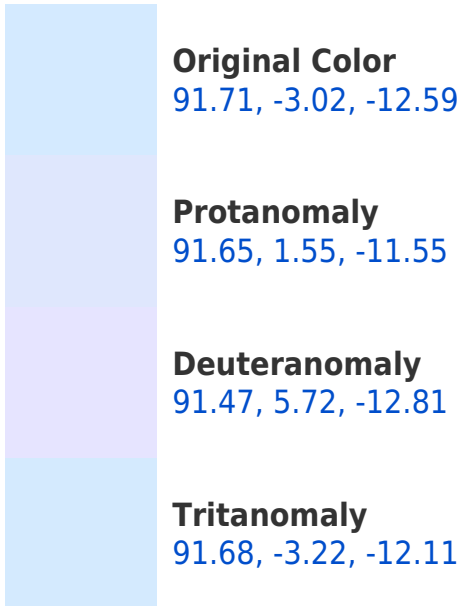 Original Color
91.71, -3.02, -12.59
Protanomaly
91.65, 1.55, -11.55
Deuteranomaly
91.47, 5.72, -12.81
Tritanomaly
91.68, -3.22, -12.11